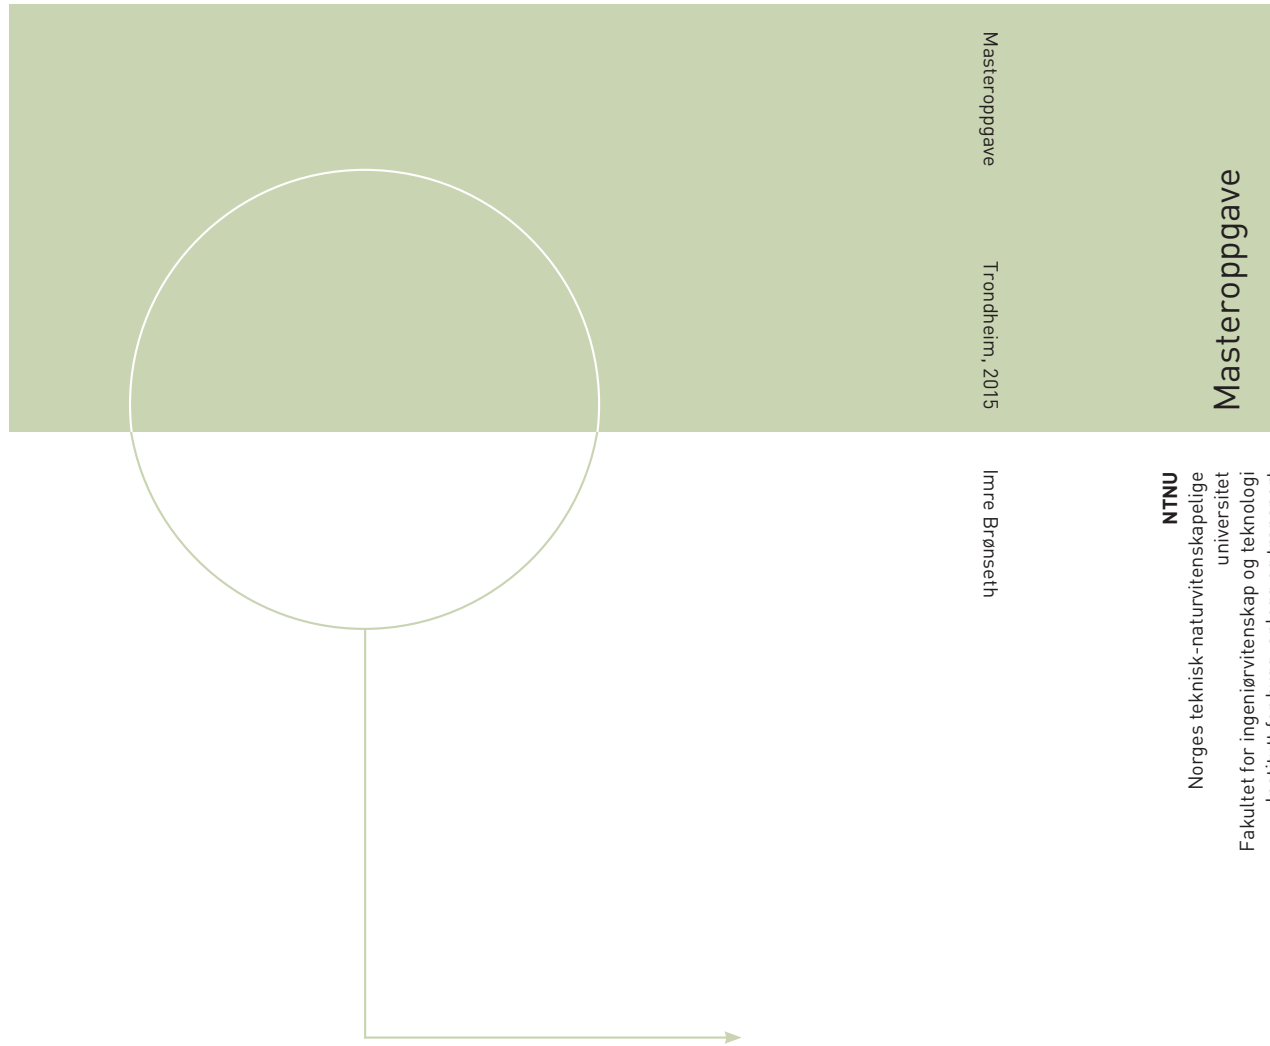 Masteroppgave
Trondheim, 2015
Imre Brønseth
Masteroppgave
NTNU
Norges teknisk-naturvitenskapelige
universitet
Fakultet for ingeniørvitenskap og teknologi